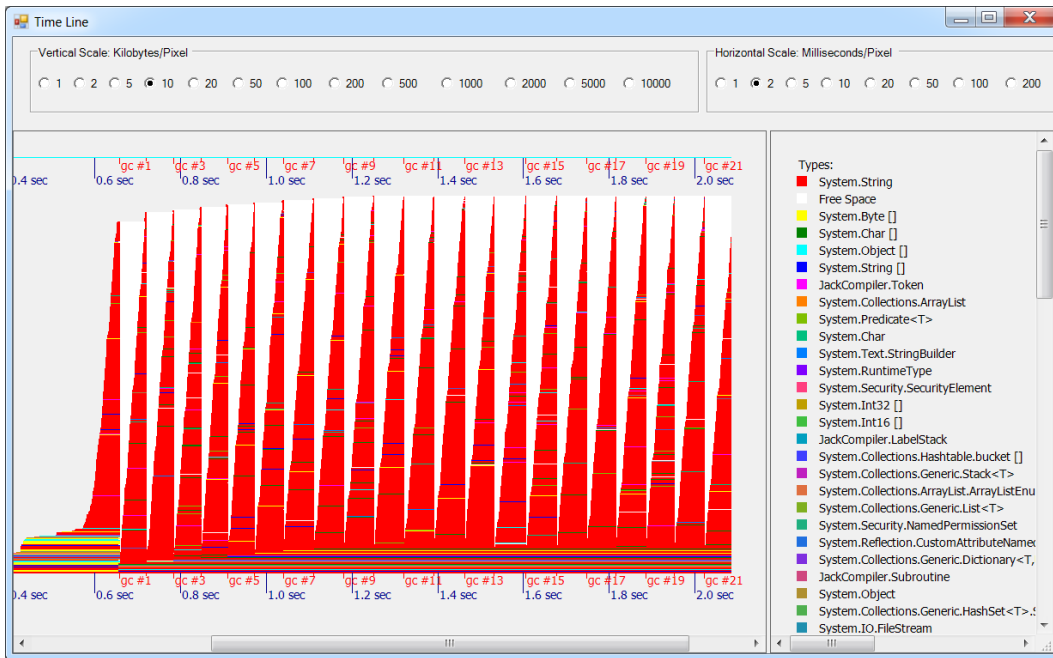 Time Line
Vertical Scale: Kilobytes/Pixel
1 2 5 10 20 50 100 200 500 1000 2000 5000 10000
Horizontal Scale: Milliseconds/Pixel
1 2 5 10 20 50 100 200
gc #1 gc #3 gc #5 gc #7 gc #9 gc #11 gc #13 gc #15 gc #17 gc #19 gc #21
0.4 sec 0.6 sec 0.8 sec 1.0 sec 1.2 sec 1.4 sec 1.6 sec 1.8 sec 2.0 sec
gc #1 gc #3 gc #5 gc #7 gc #9 gc #11 gc #13 gc #15 gc #17 gc #19 gc #21
0.4 sec 0.6 sec 0.8 sec 1.0 sec 1.2 sec 1.4 sec 1.6 sec 1.8 sec 2.0 sec
Types:
System.String
Free Space
System.Byte []
System.Char []
System.Object []
System.String []
JackCompiler.Token
System.Collections.ArrayList
System.Predicate<T>
System.Char
System.Text.StringBuilder
System.RuntimeType
System.Security.SecurityElement
System.Int32 []
System.Int16 []
JackCompiler.LabelStack
System.Collections.Hashtable.bucket []
System.Collections.Generic.Stack<T>
System.Collections.ArrayList.ArrayListEnu
System.Collections.Generic.List<T>
System.Security.NamedPermissionSet
System.Reflection.CustomAttributeNamed
System.Collections.Generic.Dictionary<T,
JackCompiler.Subroutine
System.Object
System.Collections.Generic.HashSet<T>.S
System.IO.FileStream